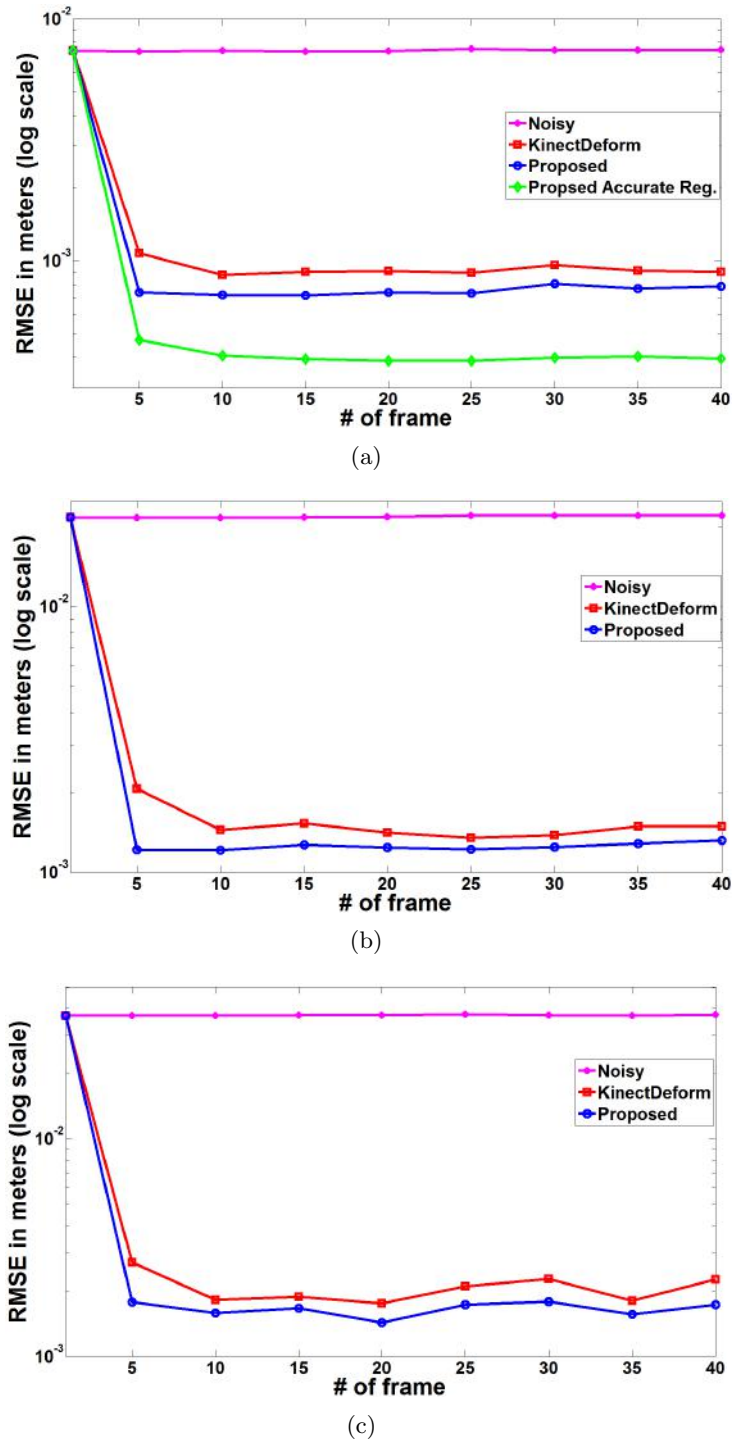 10⁻²
Noisy
KinectDeform
Proposed
Propsed Accurate Reg.
10⁻³
RMSE in meters (log scale)
5 10 15 20 25 30 35 40
# of frame
(a)
Noisy
KinectDeform
Proposed
10⁻²
10⁻³
RMSE in meters (log scale)
5 10 15 20 25 30 35 40
# of frame
(b)
Noisy
KinectDeform
Proposed
10⁻²
10⁻³
RMSE in meters (log scale)
5 10 15 20 25 30 35 40
# of frame
(c)